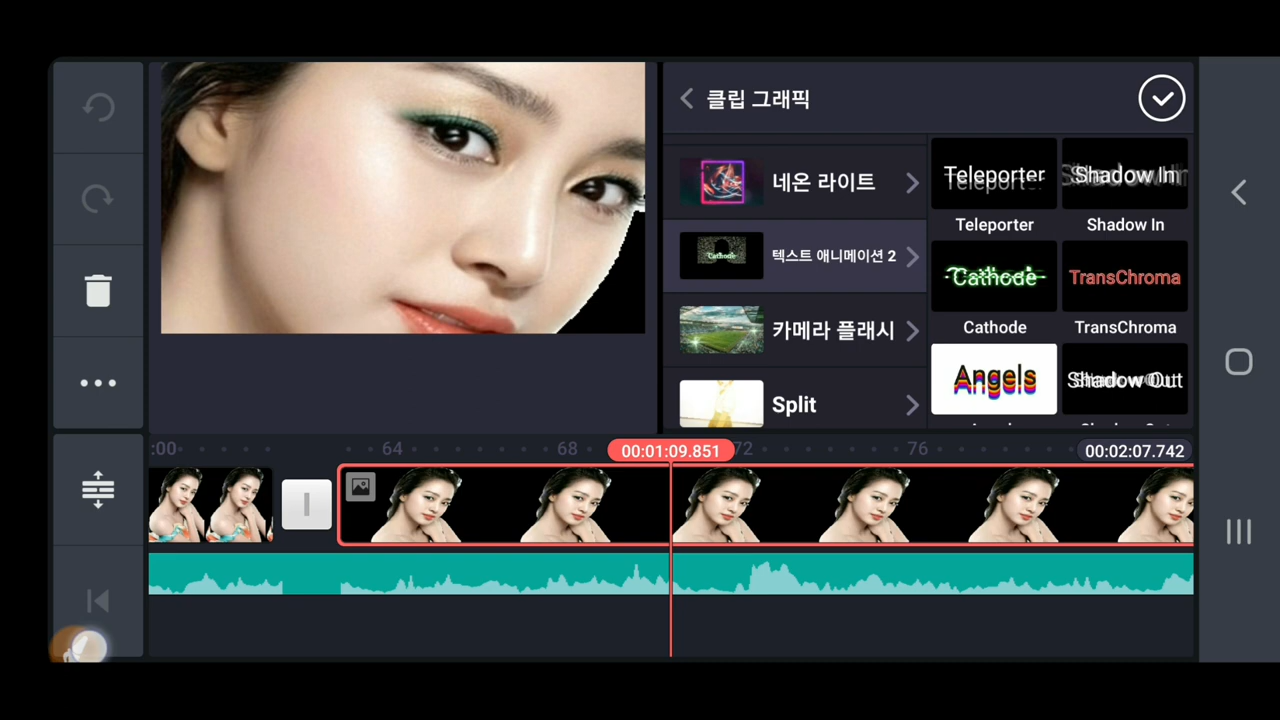 클립 그래픽
네온 라이트
텍스트 애니메이션 2
카메라 플래시
Split
Cathode
Teleporter
Teleporter
Shadow In
Shadow In
Cathode
Cathode
TransChroma
TransChroma
Angels
Shadow Out
:00
64
68
00:01:09.851
72
76
00:02:07.742